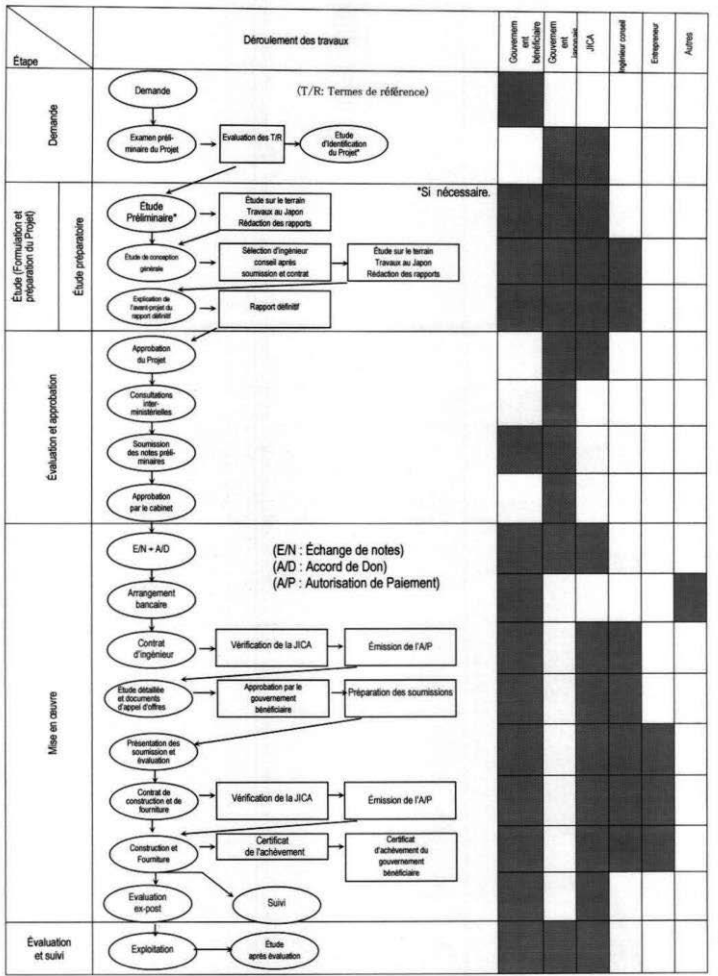 Étape
Déroulement des travaux
Gouvernem
ent
bénéficiaire
Gouvernem
ent
japonais
JICA
Ingénieur conseil
Entrepreneur
Autres
Demande
Demande
(T/R: Termes de référence)
Examen préli-
minaire du Projet
Evaluation des T/R
Étude
d'Identification
du Projet*
Étude (Formulation et
préparation du Projet)
Étude préparatoire
*Si nécessaire.
Étude
Préliminaire*
Étude sur le terrain
Travaux au Japon
Rédaction des rapports
Étude de conception
générale
Sélection d'ingénieur
conseil après
soumission et contrat
Étude sur le terrain
Travaux au Japon
Rédaction des rapports
Explication de
l'avant-projet du
rapport définitif
Rapport définitif
Évaluation et approbation
Approbation
du Projet
Consultations
inter-
ministérielles
Soumission
des notes préli-
minaires
Approbation
par le cabinet
Mise en œuvre
E/N + A/D
(E/N : Échange de notes)
(A/D : Accord de Don)
(A/P : Autorisation de Paiement)
Arrangement
bancaire
Contrat
d'ingénieur
Vérification de la JICA
Émission de l'A/P
Étude détaillée
et documents
d'appel d'offres
Approbation par le
gouvernement
bénéficiaire
Préparation des soumissions
Présentation des
soumission et
évaluation
Contrat de
construction et de
fourniture
Vérification de la JICA
Émission de l'A/P
Construction et
Fourniture
Certificat
de l'achèvement
Certificat
d'achèvement du
gouvernement
bénéficiaire
Evaluation
ex-post
Suivi
Évaluation
et suivi
Exploitation
Étude
après évaluation